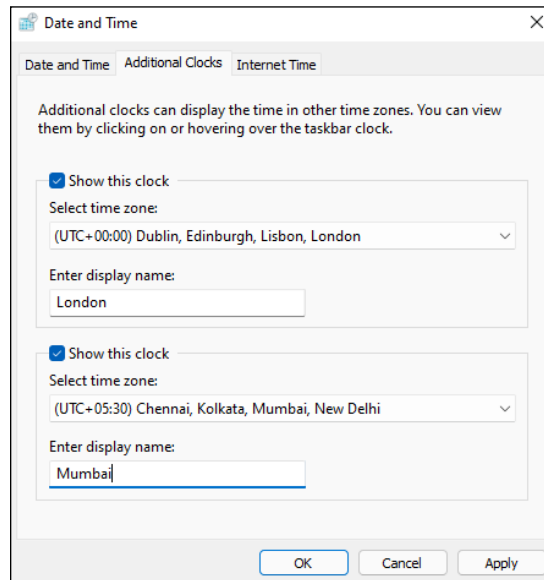 Date and Time
Date and Time Additional Clocks Internet Time
Additional clocks can display the time in other time zones. You can view
them by clicking on or hovering over the taskbar clock.
Show this clock
Select time zone:
(UTC+00:00) Dublin, Edinburgh, Lisbon, London
Enter display name:
London
Show this clock
Select time zone:
(UTC+05:30) Chennai, Kolkata, Mumbai, New Delhi
Enter display name:
Mumbai
OK Cancel Apply